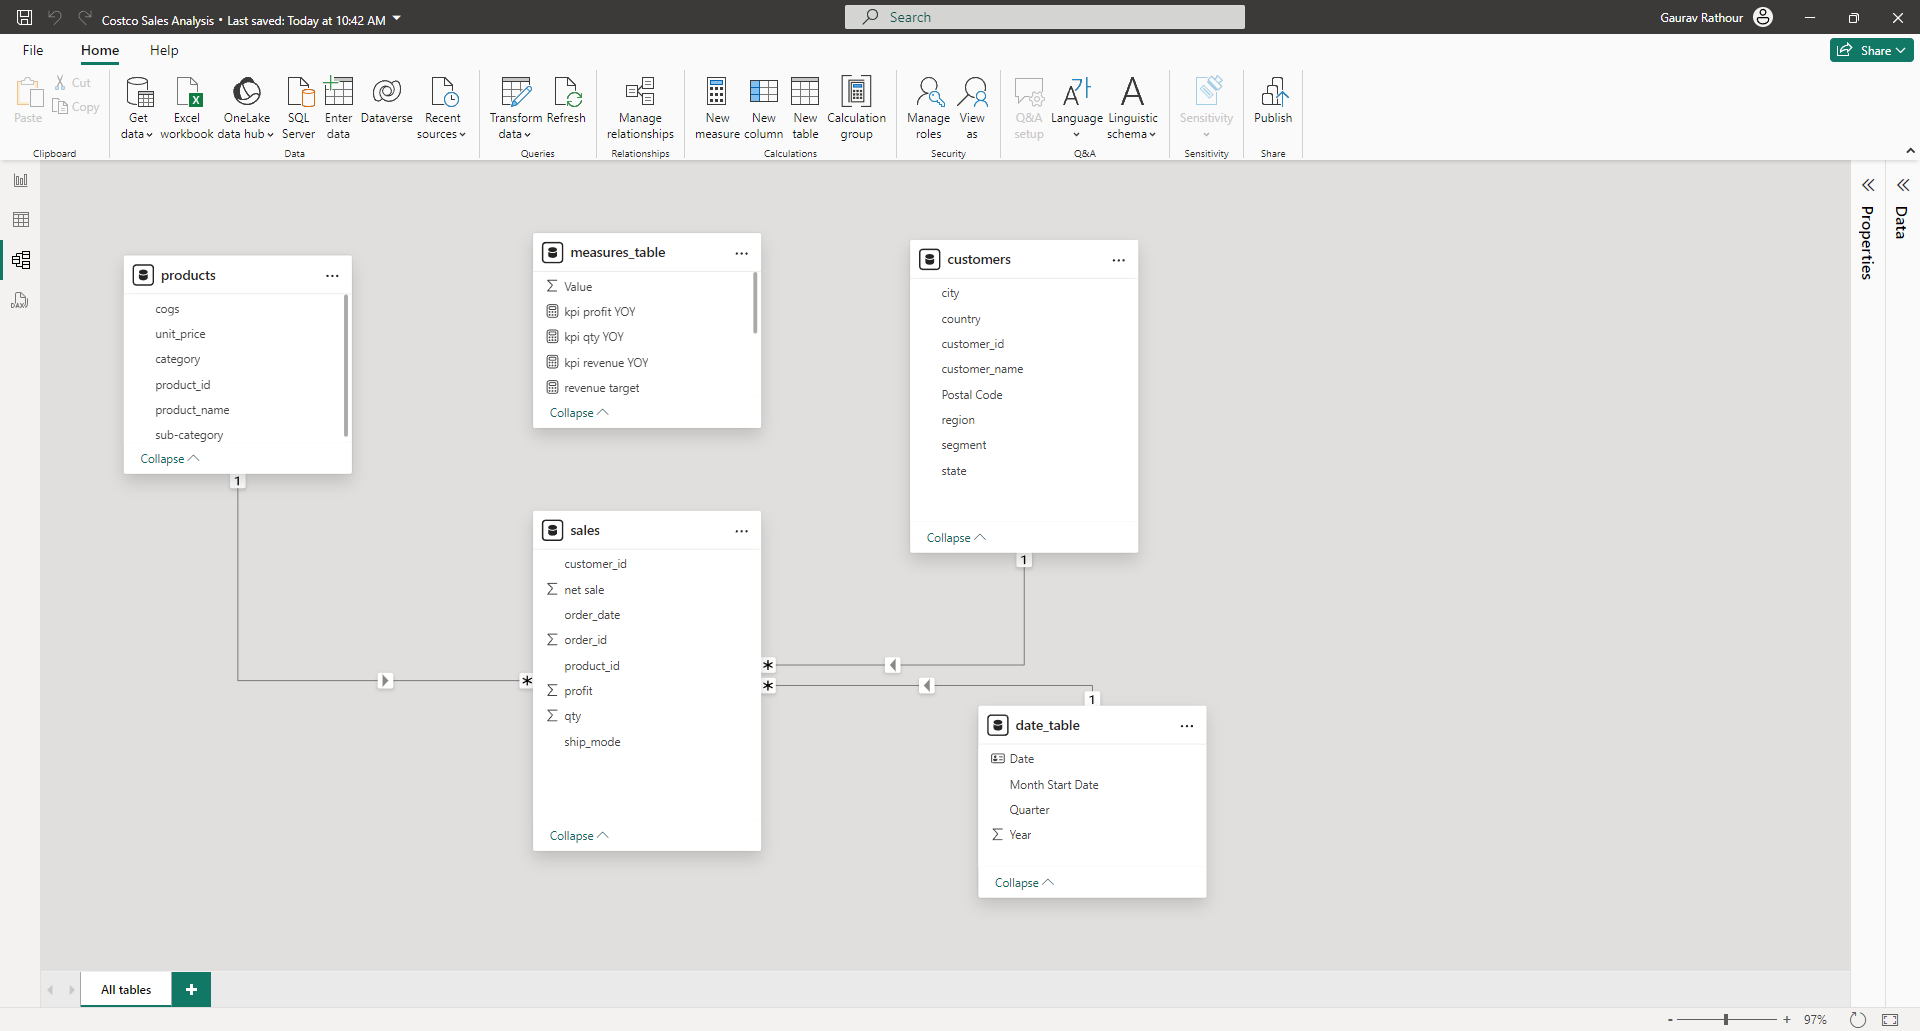 Costco Sales Analysis • Last saved: Today at 10:42 AM
Search
Gaurav Rathour
File
Home
Help
Share
Paste
Cut
Copy
Clipboard
Get data
Excel workbook
OneLake data hub
SQL Server
Enter data
Dataverse
Recent sources
Data
Transform data
Refresh
Queries
Manage relationships
Relationships
New measure
New column
New table
Calculation group
Calculations
Manage roles
View as
Security
Q&A setup
Language
Linguistic schema
Q&A
Sensitivity
Sensitivity
Publish
Share
DAX
products
cogs
unit_price
category
product_id
product_name
sub-category
Collapse
1
measures_table
Value
kpi profit YOY
kpi qty YOY
kpi revenue YOY
revenue target
Collapse
customers
city
country
customer_id
customer_name
Postal Code
region
segment
state
Collapse
1
sales
customer_id
net sale
order_date
order_id
product_id
profit
qty
ship_mode
Collapse
*
*
*
1
date_table
Date
Month Start Date
Quarter
Year
Collapse
Properties
Data
All tables
+
- + 97%